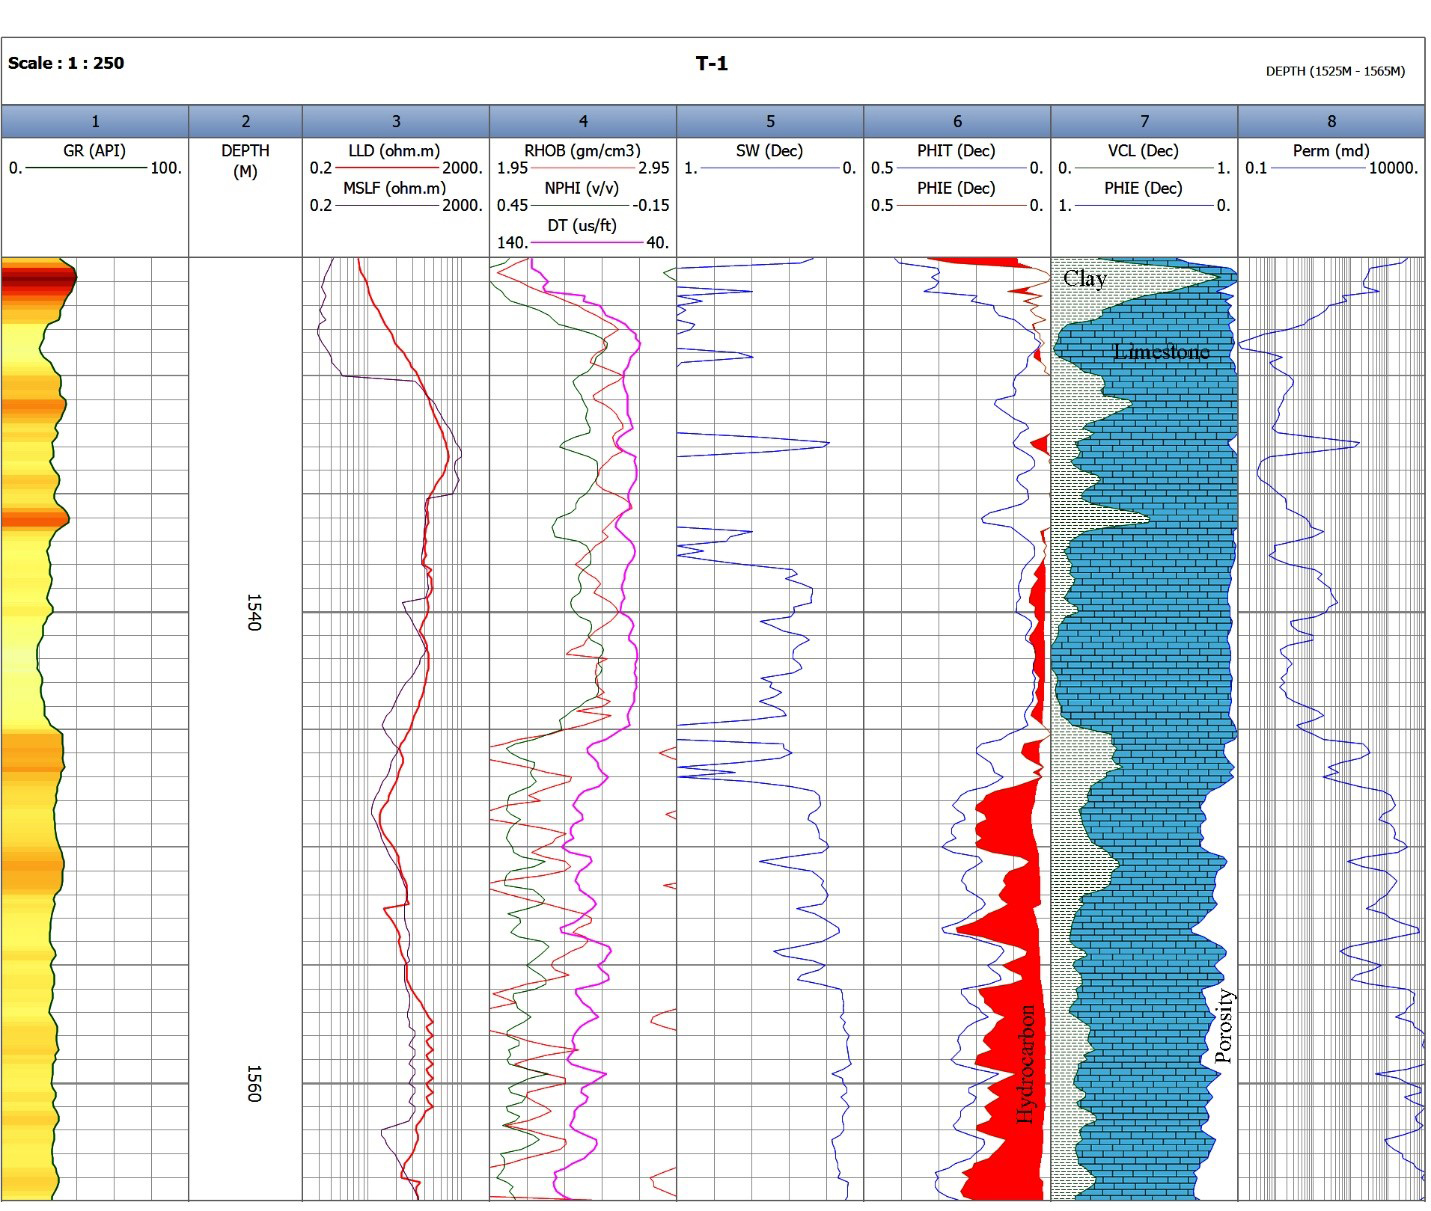 Scale : 1 : 250
T-1
DEPTH (1525M - 1565M)
1 2 3 4 5 6 7 8
GR (API)
0. 100.
DEPTH
(M)
LLD (ohm.m)
0.2 2000.
MSLF (ohm.m)
0.2 2000.
RHOB (gm/cm3)
1.95 2.95
NPHI (v/v)
0.45 -0.15
DT (us/ft)
140. 40.
SW (Dec)
1. 0.
PHIT (Dec)
0.5 0.
PHIE (Dec)
0.5 0.
VCL (Dec)
0. 1.
PHIE (Dec)
1. 0.
Perm (md)
0.1 10000.
Clay
Limestone
1540
Porosity
Hydrocarbon
1560